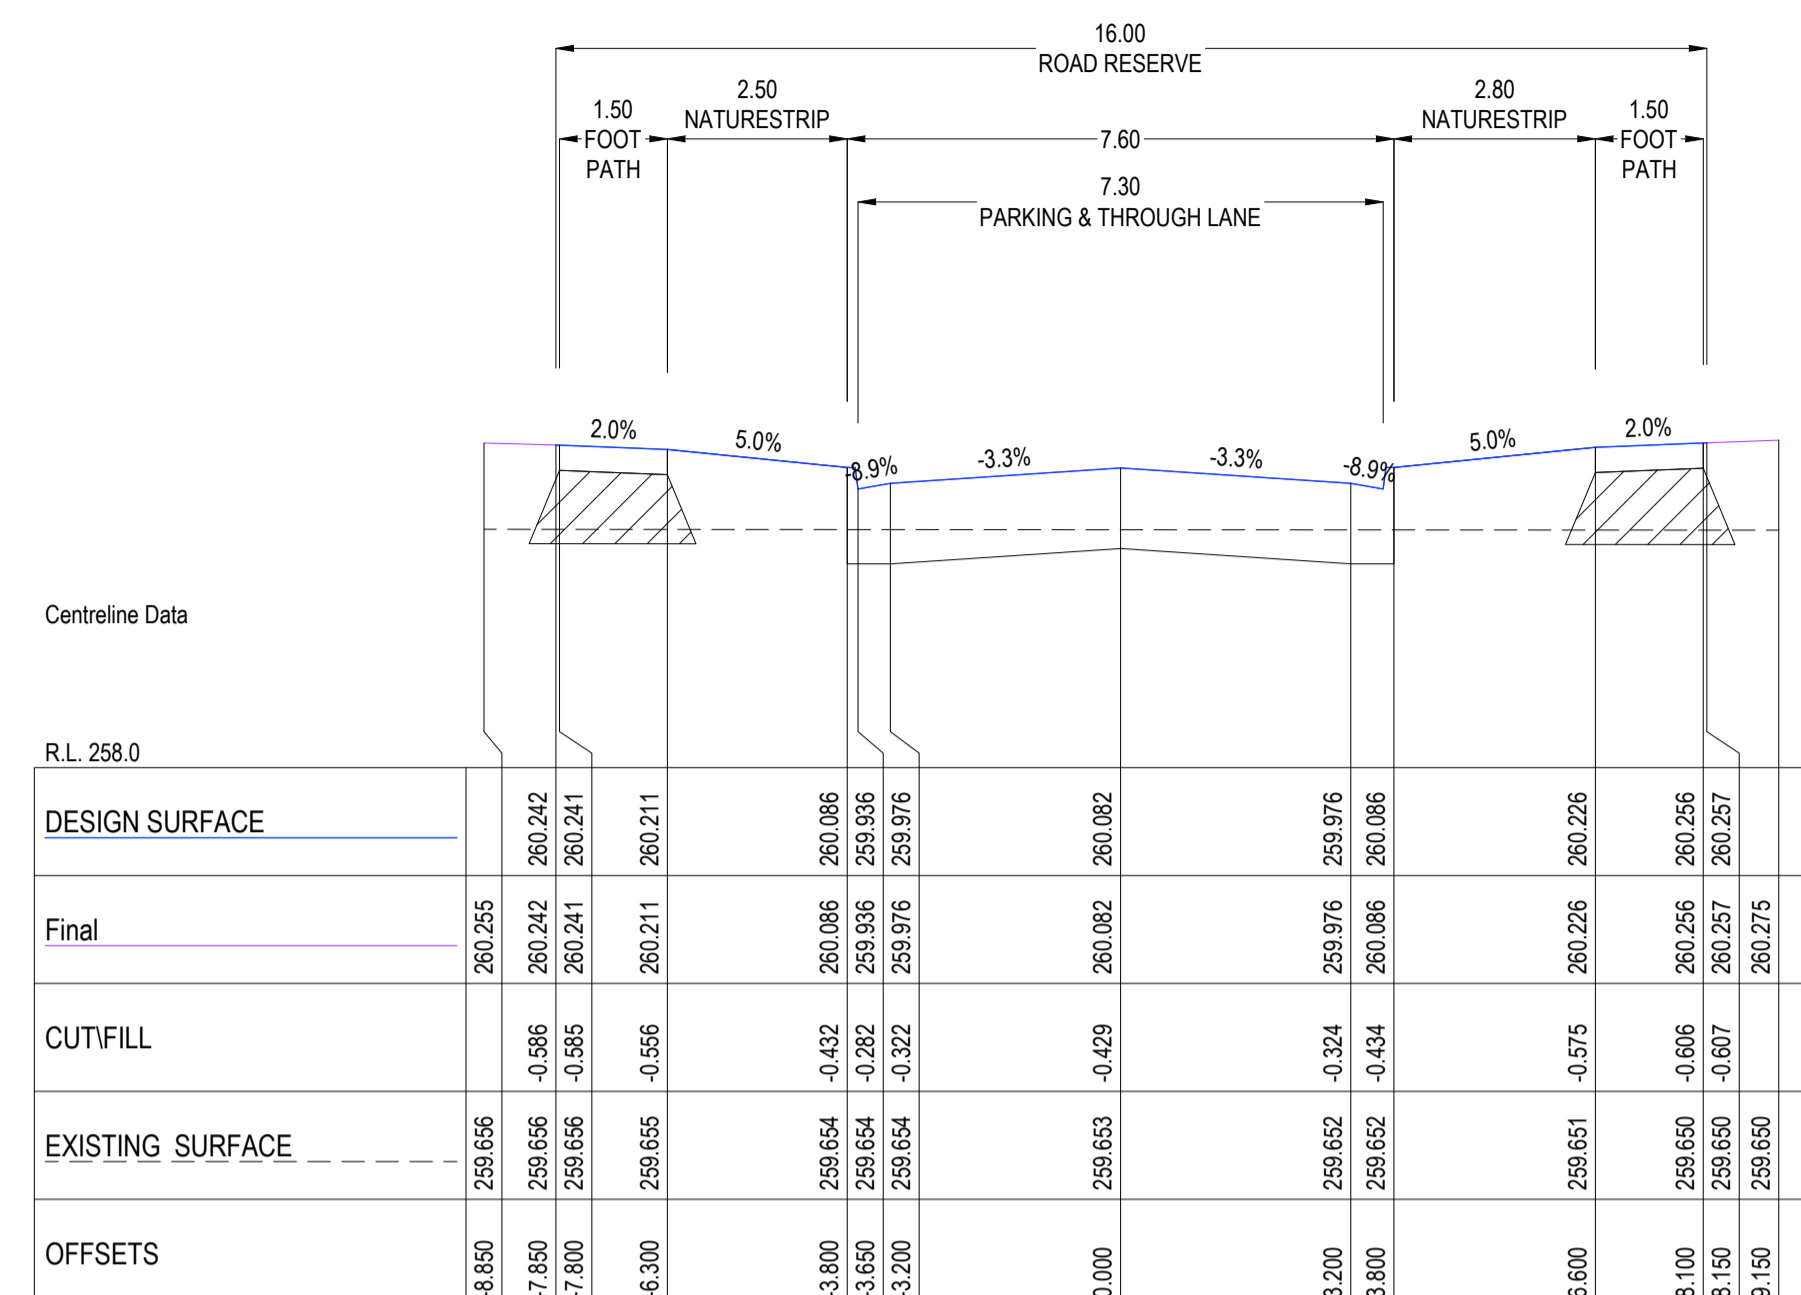 16.00
ROAD RESERVE
2.50
NATURESTRIP
2.80
NATURESTRIP
1.50
FOOT
PATH
7.60
1.50
FOOT
PATH
7.30
PARKING & THROUGH LANE
2.0%
5.0%
-8.9%
-3.3%
-3.3%
-8.9%
5.0%
2.0%
Centreline Data
R.L. 258.0
DESIGN SURFACE 260.242 260.241 260.211 260.086 259.936 259.976 260.082 259.976 260.086 260.226 260.256 260.257
Final 260.255 260.242 260.241 260.211 260.086 259.936 259.976 260.082 259.976 260.086 260.226 260.256 260.257 260.275
CUT\FILL -0.586 -0.585 -0.556 -0.432 -0.282 -0.322 -0.429 -0.324 -0.434 -0.575 -0.606 -0.607
EXISTING SURFACE 259.656 259.656 259.656 259.655 259.654 259.654 259.654 259.653 259.652 259.652 259.651 259.650 259.650 259.650
OFFSETS -8.850 -7.850 -7.800 -6.300 -3.800 -3.650 -3.200 0.000 3.200 3.800 6.600 8.100 8.150 9.150